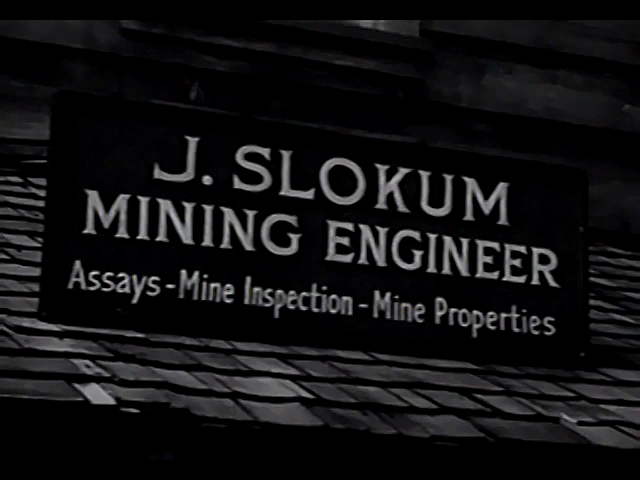 J. SLOKUM
MINING ENGINEER
Assays - Mine Inspection - Mine Properties